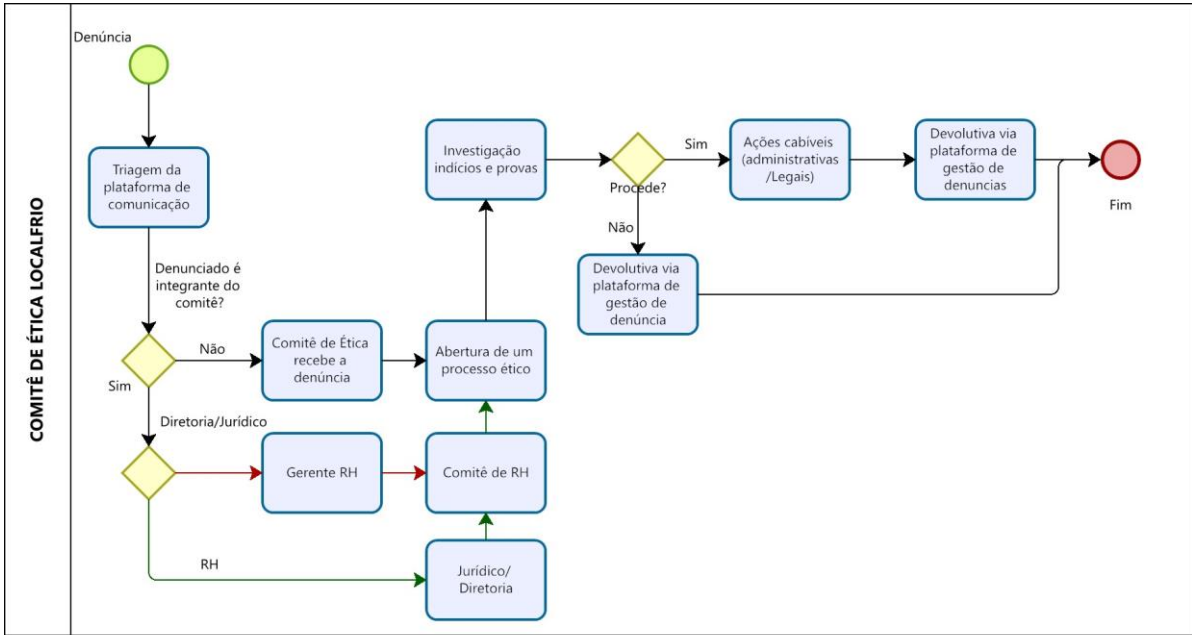 COMITÊ DE ÉTICA LOCALFRIO
Denúncia
Triagem da
plataforma de
comunicação
Denunciado é
integrante do
comitê?
Não
Sim
Comitê de Ética
recebe a
denúncia
Abertura de um
processo ético
Diretoria/Jurídico
Gerente RH
Comitê de RH
RH
Jurídico/
Diretoria
Investigação
indícios e provas
Procede?
Sim
Ações cabíveis
(administrativas
/Legais)
Devolutiva via
plataforma de
gestão de
denuncias
Não
Devolutiva via
plataforma de
gestão de
denúncia
Fim